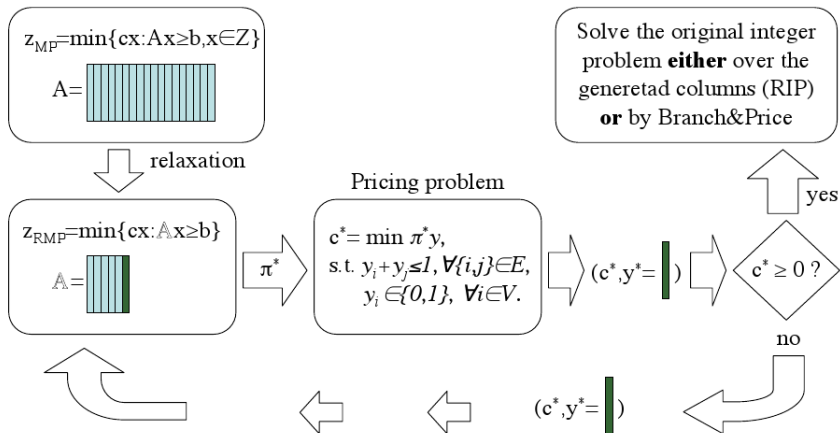 z_MP=min{cx:Ax≥b,x∈Z}
A=
relaxation
z_RMP=min{cx:𝔸x≥b}
𝔸=
π*
Pricing problem
c*= min π*y,
s.t. y_i+y_j≤1,∀{i,j}∈E,
y_i∈{0,1}, ∀i∈V.
(c*,y*= )
c* ≥ 0 ?
yes
Solve the original integer
problem either over the
generetad columns (RIP)
or by Branch&Price
no
(c*,y*= )